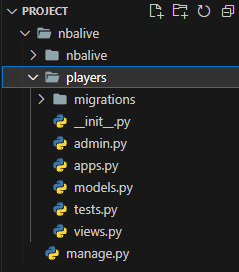 PROJECT
nbalive
nbalive
players
migrations
__init__.py
admin.py
apps.py
models.py
tests.py
views.py
manage.py